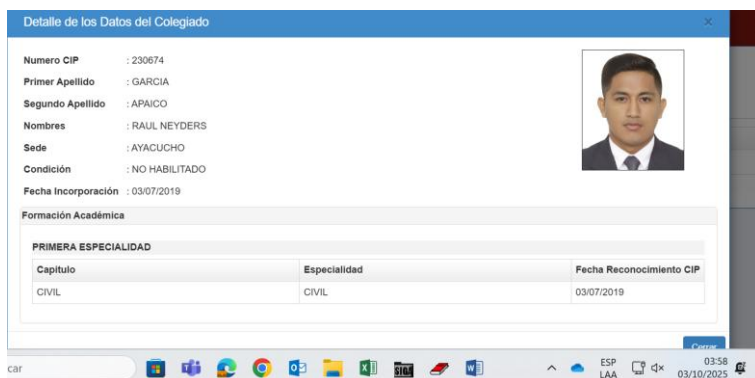 Detalle de los Datos del Colegiado
×
Numero CIP : 230674
Primer Apellido : GARCIA
Segundo Apellido : APAICO
Nombres : RAUL NEYDERS
Sede : AYACUCHO
Condición : NO HABILITADO
Fecha Incorporación : 03/07/2019
Formación Académica
PRIMERA ESPECIALIDAD
Capitulo Especialidad Fecha Reconocimiento CIP
CIVIL CIVIL 03/07/2019
Cerrar
car
ESP 03:58
LAA 03/10/2025